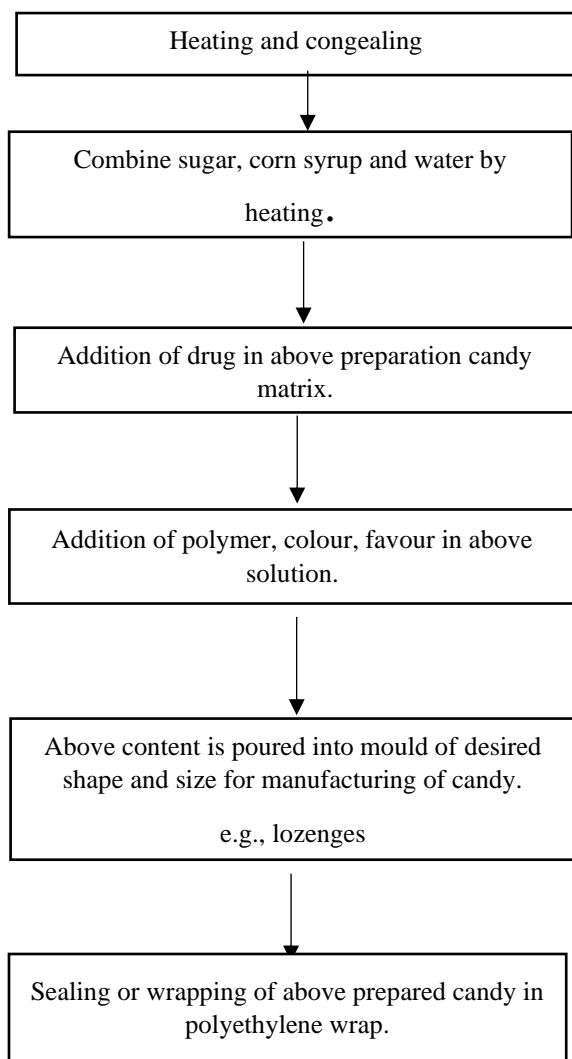 Heating and congealing
Combine sugar, corn syrup and water by
heating.
Addition of drug in above preparation candy
matrix.
Addition of polymer, colour, favour in above
solution.
Above content is poured into mould of desired
shape and size for manufacturing of candy.
e.g., lozenges
Sealing or wrapping of above prepared candy in
polyethylene wrap.